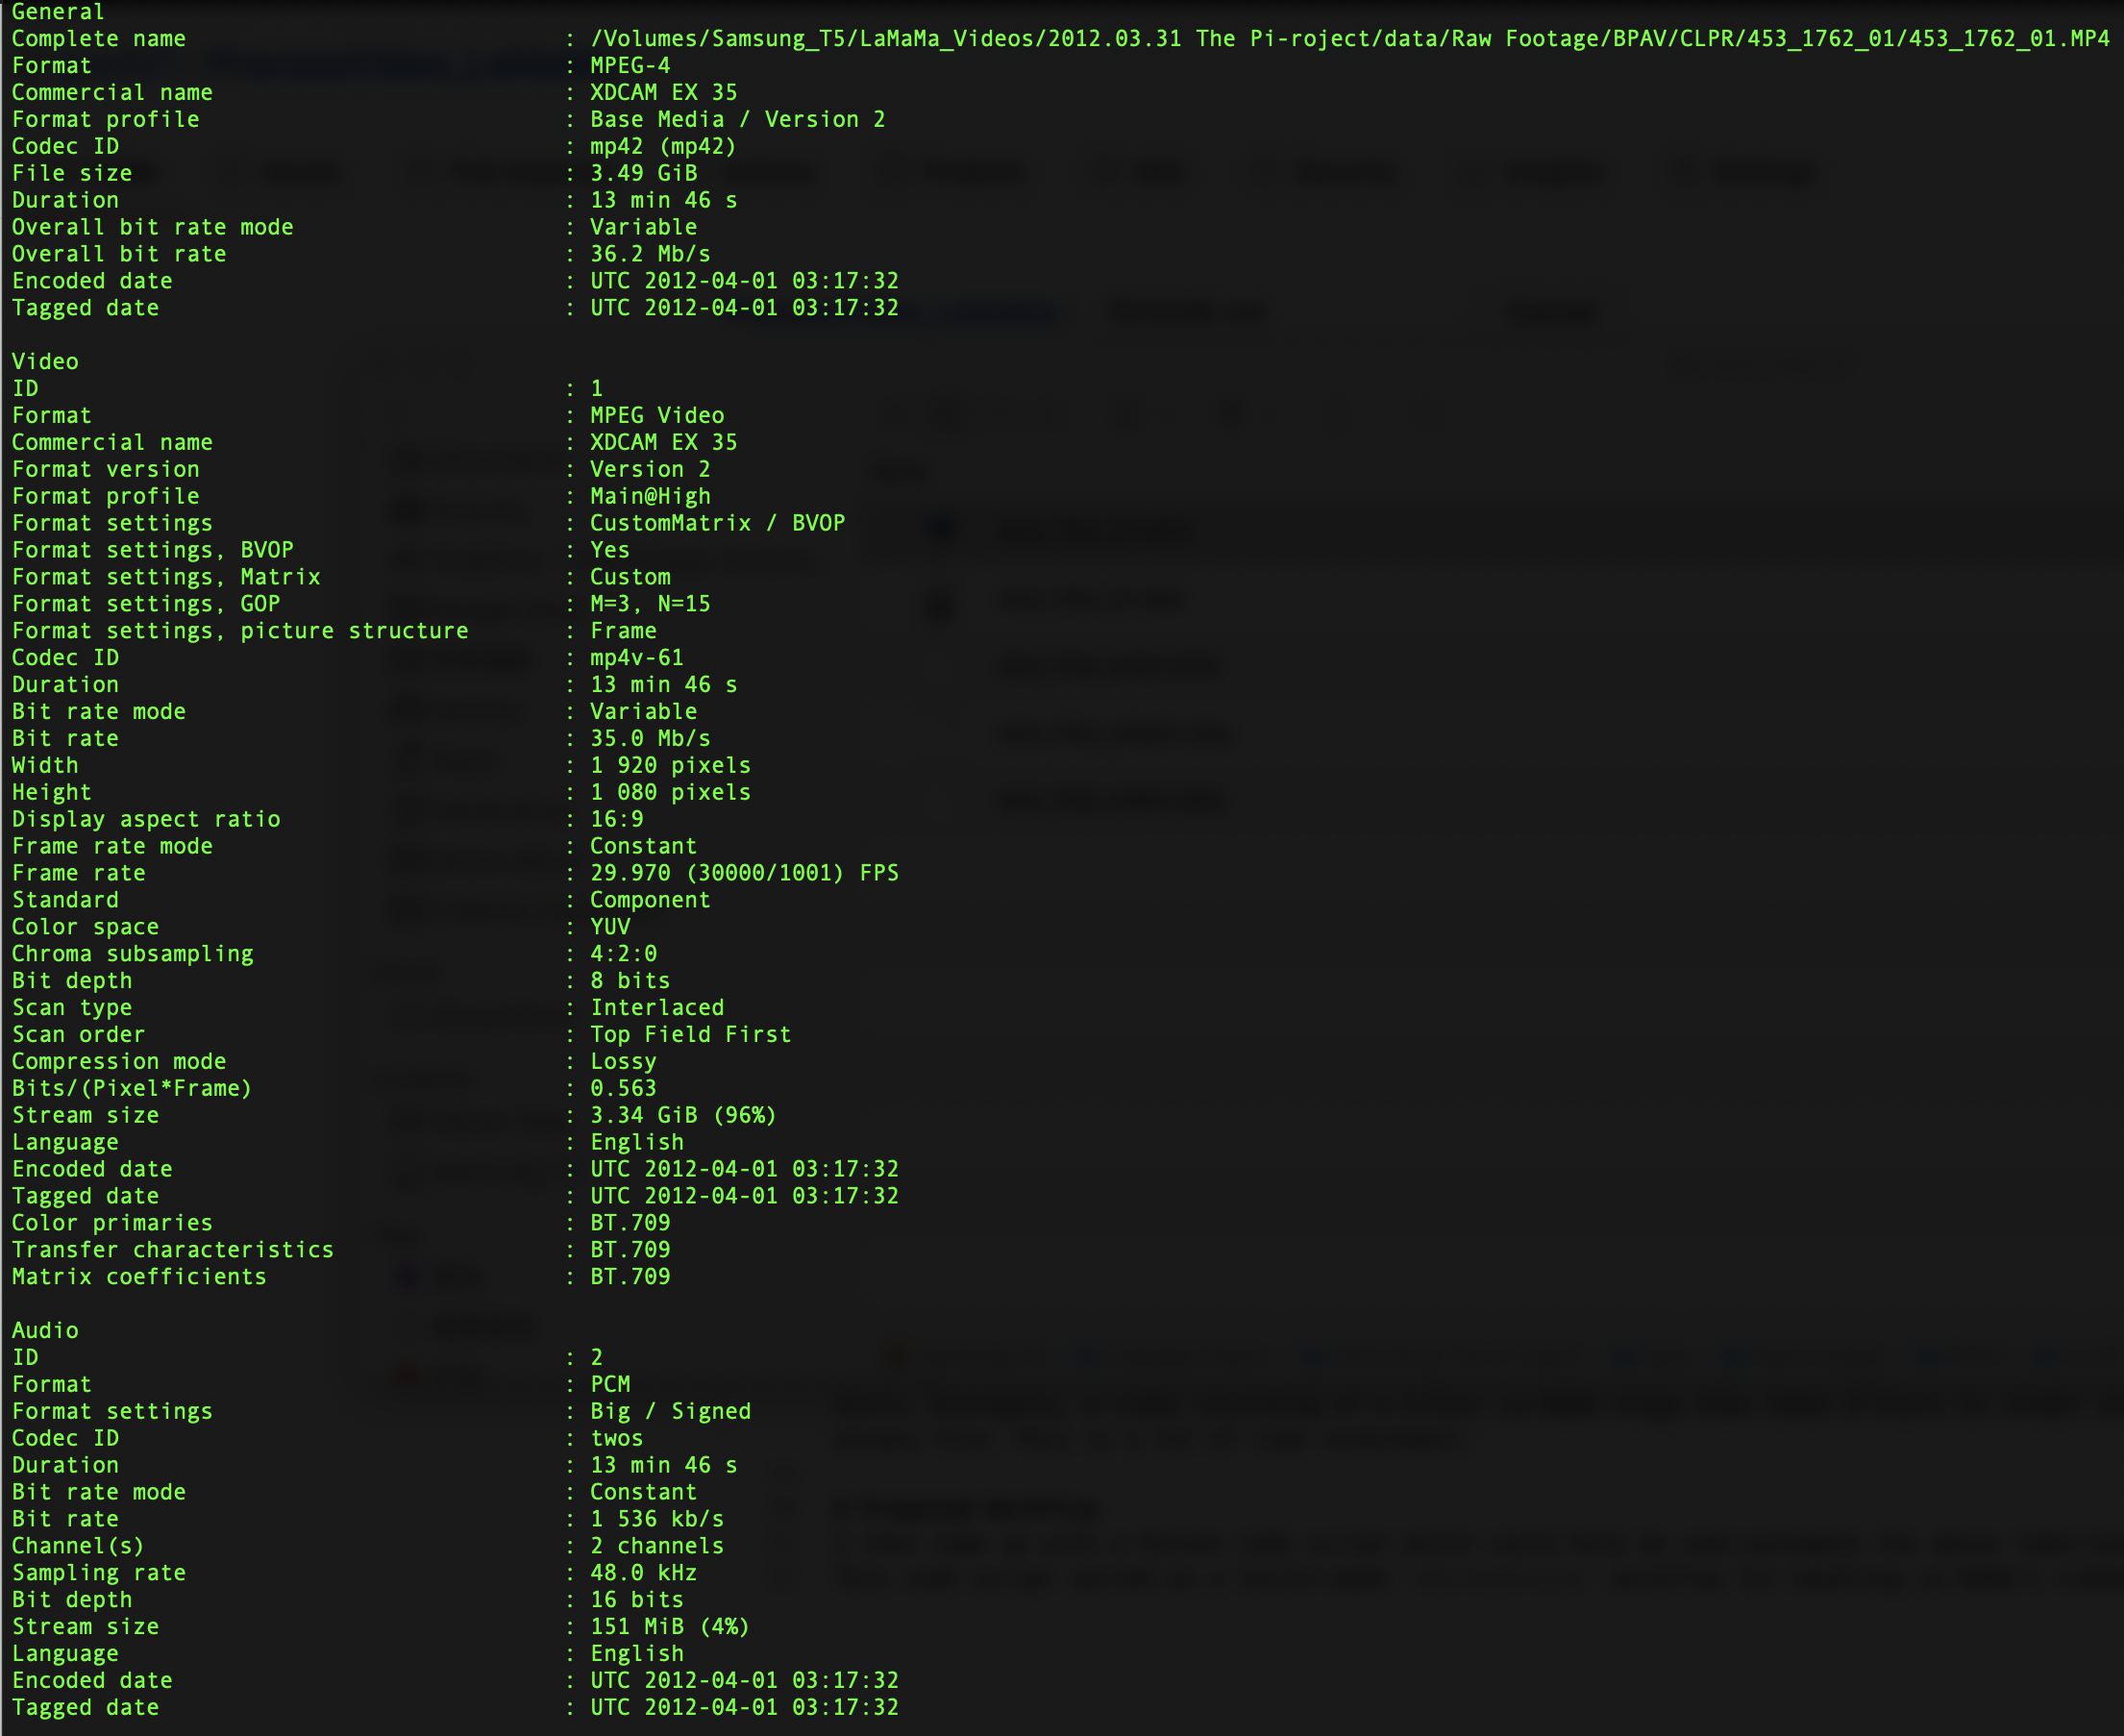 General
Complete name : /Volumes/Samsung_T5/LaMaMa_Videos/2012.03.31 The Pi-roject/data/Raw Footage/BPAV/CLPR/453_1762_01/453_1762_01.MP4
Format : MPEG-4
Commercial name : XDCAM EX 35
Format profile : Base Media / Version 2
Codec ID : mp42 (mp42)
File size : 3.49 GiB
Duration : 13 min 46 s
Overall bit rate mode : Variable
Overall bit rate : 36.2 Mb/s
Encoded date : UTC 2012-04-01 03:17:32
Tagged date : UTC 2012-04-01 03:17:32

Video
ID : 1
Format : MPEG Video
Commercial name : XDCAM EX 35
Format version : Version 2
Format profile : Main@High
Format settings : CustomMatrix / BVOP
Format settings, BVOP : Yes
Format settings, Matrix : Custom
Format settings, GOP : M=3, N=15
Format settings, picture structure : Frame
Codec ID : mp4v-61
Duration : 13 min 46 s
Bit rate mode : Variable
Bit rate : 35.0 Mb/s
Width : 1 920 pixels
Height : 1 080 pixels
Display aspect ratio : 16:9
Frame rate mode : Constant
Frame rate : 29.970 (30000/1001) FPS
Standard : Component
Color space : YUV
Chroma subsampling : 4:2:0
Bit depth : 8 bits
Scan type : Interlaced
Scan order : Top Field First
Compression mode : Lossy
Bits/(Pixel*Frame) : 0.563
Stream size : 3.34 GiB (96%)
Language : English
Encoded date : UTC 2012-04-01 03:17:32
Tagged date : UTC 2012-04-01 03:17:32
Color primaries : BT.709
Transfer characteristics : BT.709
Matrix coefficients : BT.709

Audio
ID : 2
Format : PCM
Format settings : Big / Signed
Codec ID : twos
Duration : 13 min 46 s
Bit rate mode : Constant
Bit rate : 1 536 kb/s
Channel(s) : 2 channels
Sampling rate : 48.0 kHz
Bit depth : 16 bits
Stream size : 151 MiB (4%)
Language : English
Encoded date : UTC 2012-04-01 03:17:32
Tagged date : UTC 2012-04-01 03:17:32